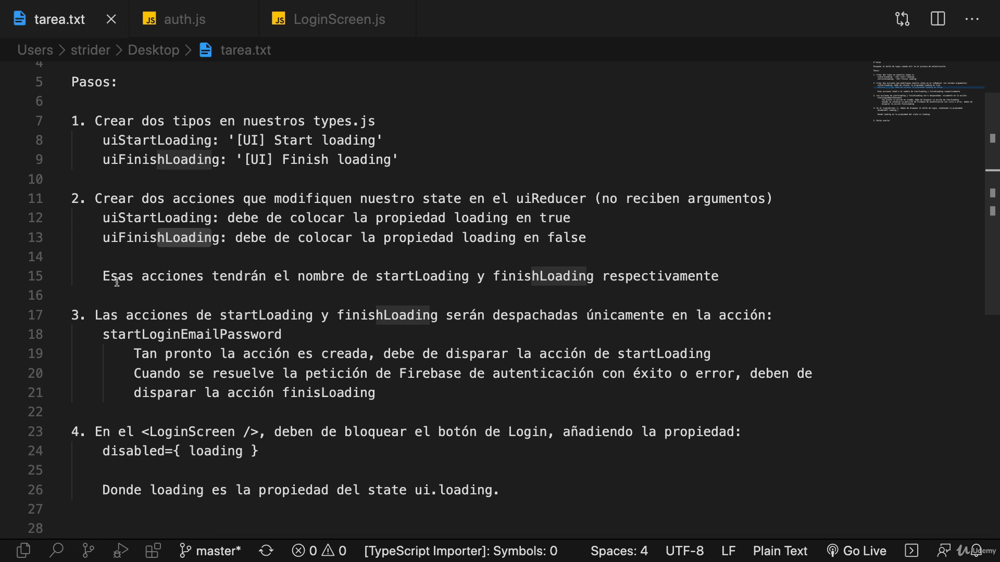 tarea.txt
JS auth.js
JS LoginScreen.js
Users > strider > Desktop > tarea.txt
4
5 Pasos:
6
7 1. Crear dos tipos en nuestros types.js
8 uiStartLoading: '[UI] Start loading'
9 uiFinishLoading: '[UI] Finish loading'
10
11 2. Crear dos acciones que modifiquen nuestro state en el uiReducer (no reciben argumentos)
12 uiStartLoading: debe de colocar la propiedad loading en true
13 uiFinishLoading: debe de colocar la propiedad loading en false
14
15 Esas acciones tendrán el nombre de startLoading y finishLoading respectivamente
16
17 3. Las acciones de startLoading y finishLoading serán despachadas únicamente en la acción:
18 startLoginEmailPassword
19 Tan pronto la acción es creada, debe de disparar la acción de startLoading
20 Cuando se resuelve la petición de Firebase de autenticación con éxito o error, deben de
21 disparar la acción finisLoading
22
23 4. En el <LoginScreen />, deben de bloquear el botón de Login, añadiendo la propiedad:
24 disabled={ loading }
25
26 Donde loading es la propiedad del state ui.loading.
27
28
master* 0 0 [TypeScript Importer]: Symbols: 0 Spaces: 4 UTF-8 LF Plain Text Go Live Udemy